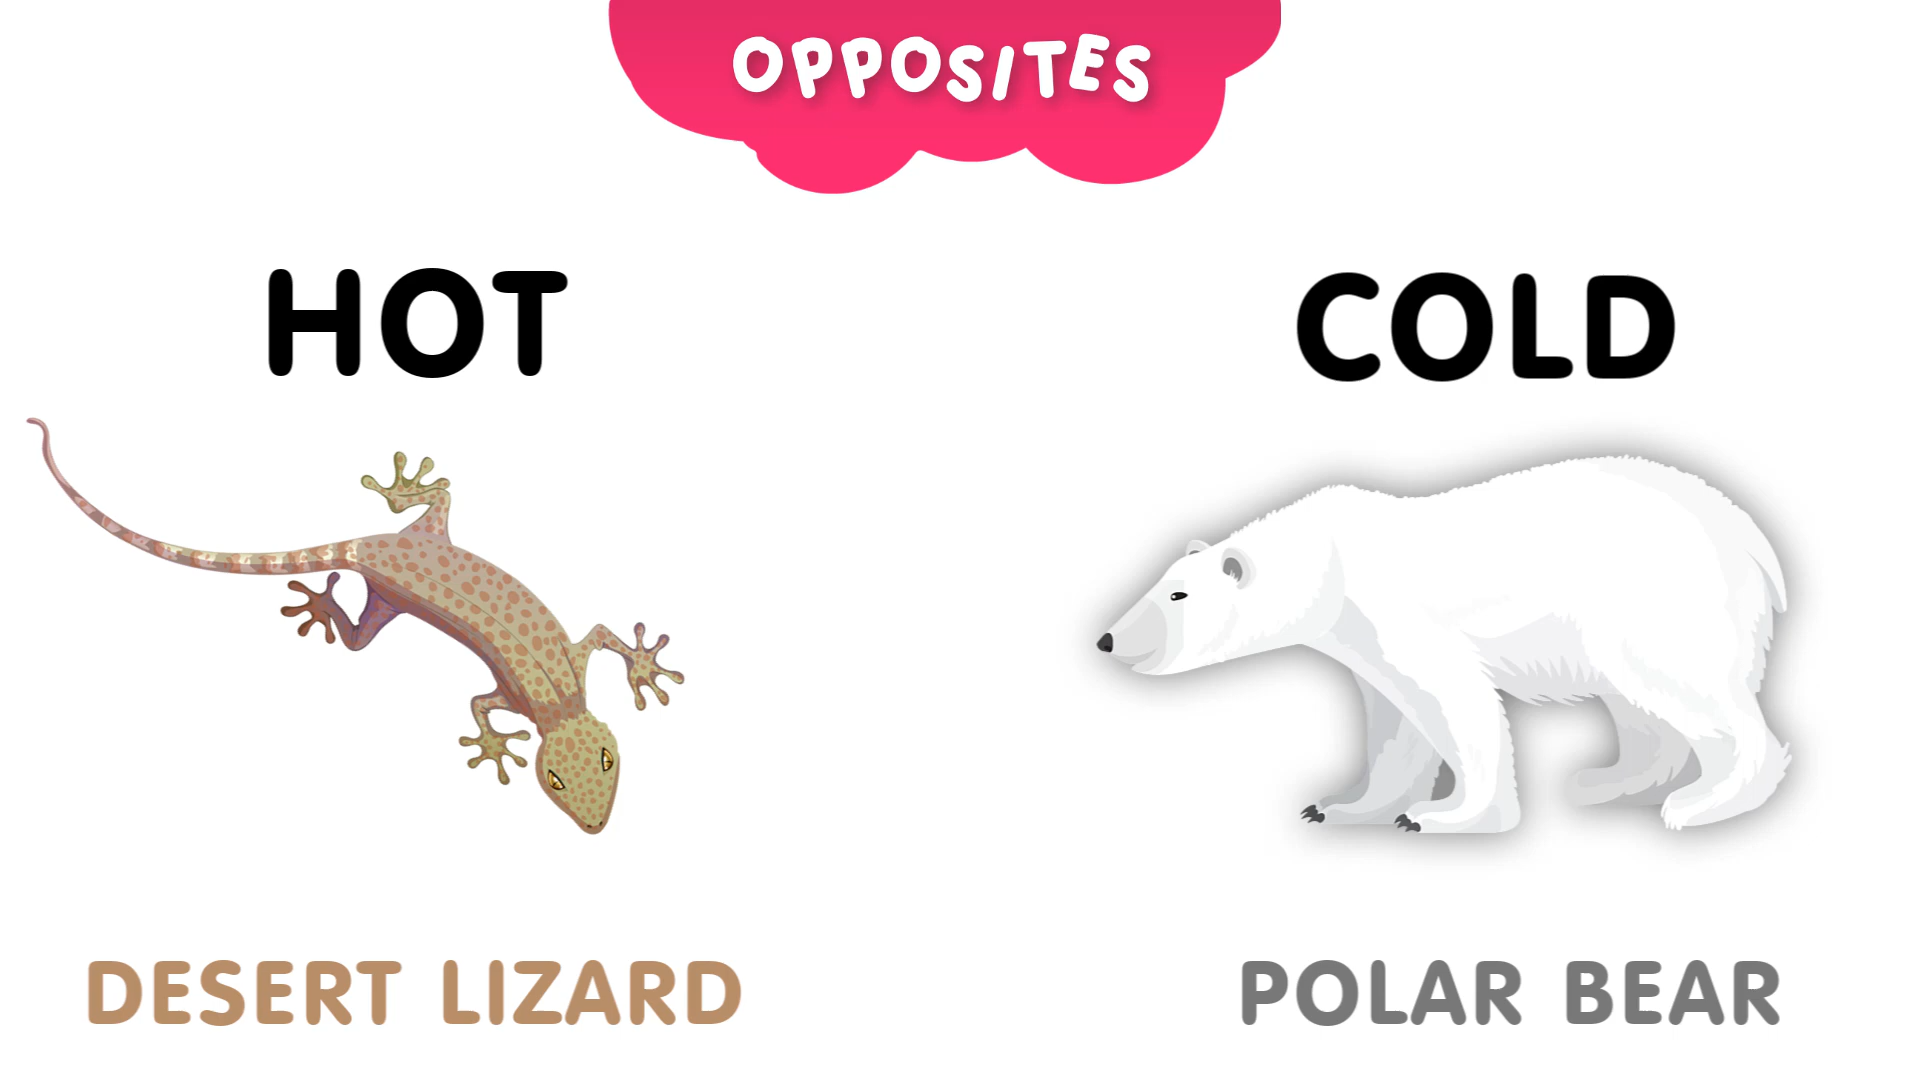 OPPOSITES
HOT
COLD
DESERT LIZARD
POLAR BEAR